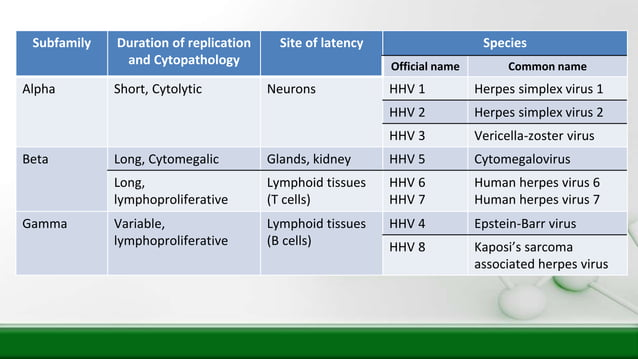 Subfamily Duration of replication Site of latency Species
and Cytopathology
Official name Common name
Alpha Short, Cytolytic Neurons HHV 1 Herpes simplex virus 1
HHV 2 Herpes simplex virus 2
HHV 3 Vericella-zoster virus
Beta Long, Cytomegalic Glands, kidney HHV 5 Cytomegalovirus
Long, Lymphoid tissues HHV 6 Human herpes virus 6
lymphoproliferative (T cells) HHV 7 Human herpes virus 7
Gamma Variable, Lymphoid tissues HHV 4 Epstein-Barr virus
lymphoproliferative (B cells) HHV 8 Kaposi’s sarcoma
associated herpes virus